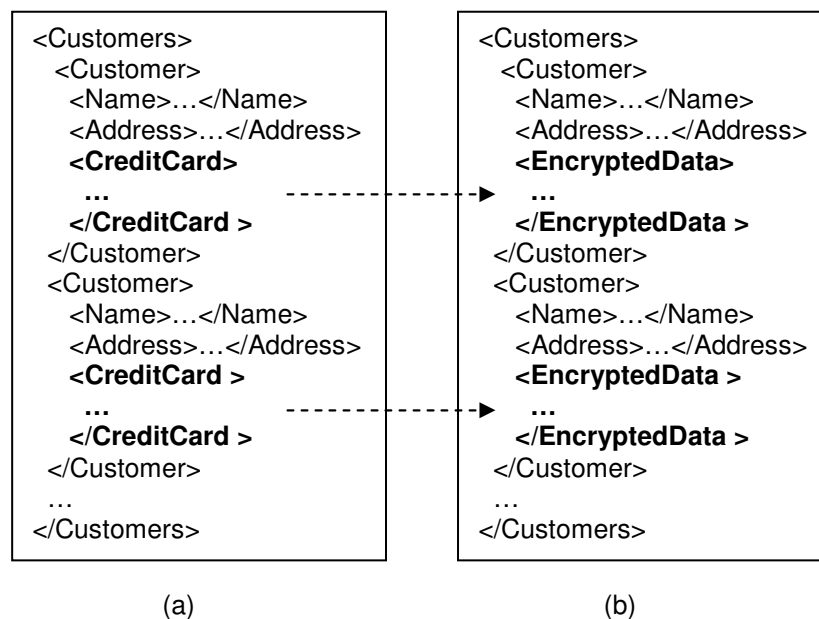 <Customers>
<Customer>
<Name>…</Name>
<Address>…</Address>
<CreditCard>
…
</CreditCard >
</Customer>
<Customer>
<Name>…</Name>
<Address>…</Address>
<CreditCard >
…
</CreditCard >
</Customer>
…
</Customers>
(a)
<Customers>
<Customer>
<Name>…</Name>
<Address>…</Address>
<EncryptedData>
…
</EncryptedData >
</Customer>
<Customer>
<Name>…</Name>
<Address>…</Address>
<EncryptedData >
…
</EncryptedData >
</Customer>
…
</Customers>
(b)